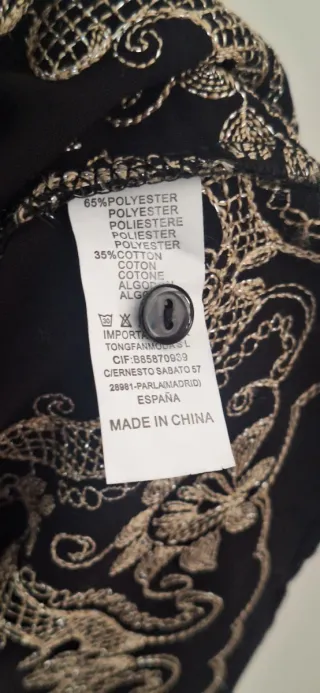 65%POLYESTER
POLYESTER
POLIESTERE
POLIESTER
POLYESTER
35%COTTON
COTON
COTONE
30
CIF:B85870939
C/ERNESTO SABATO 57
28981-PARLA(MADRID)
ESPAÑA
MADE IN CHINA